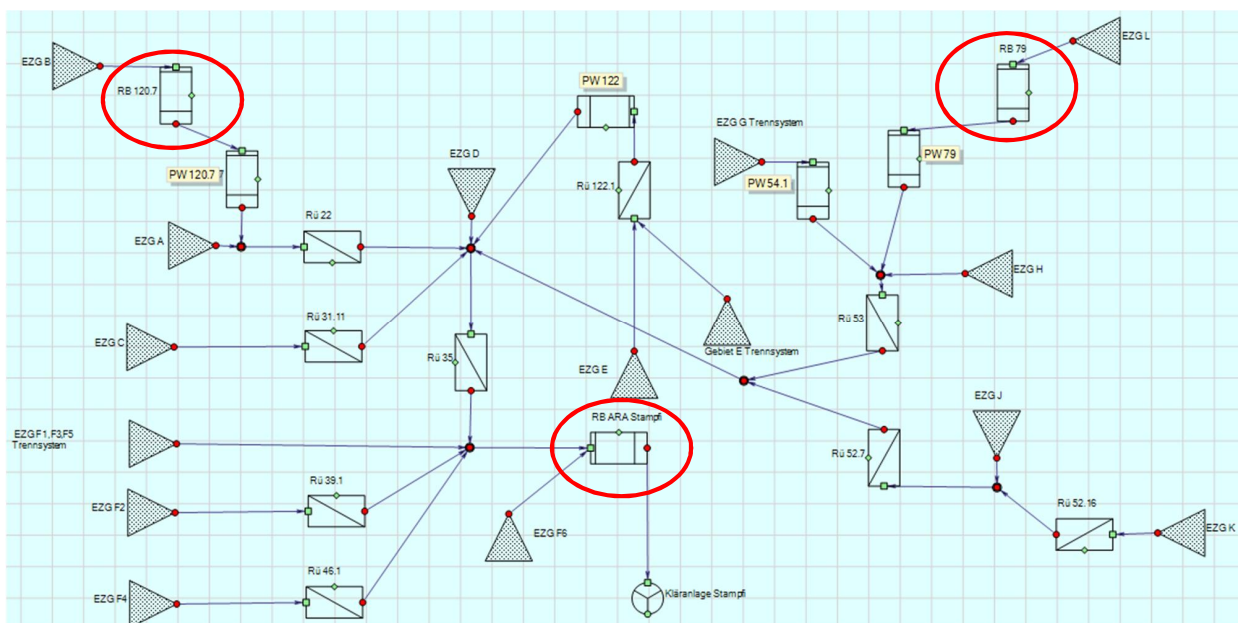 EZG B
RB 120.7
PW 120.7 7
EZG A
Rü 22
EZG D
PW 122
Rü 122.1
EZG G Trennsystem
PW 54.1
RB 79
EZG L
PW 79
EZG H
Rü 53
EZG C
Rü 31.11
Rü 35
EZG E
Gebiet E Trennsystem
EZG F1,F3,F5
Trennsystem
RB ARA Stampfi
EZG J
Rü 52.7
Rü 52.16
EZG K
EZG F2
Rü 39.1
EZG F6
EZG F4
Rü 46.1
Kläranlage Stampfi